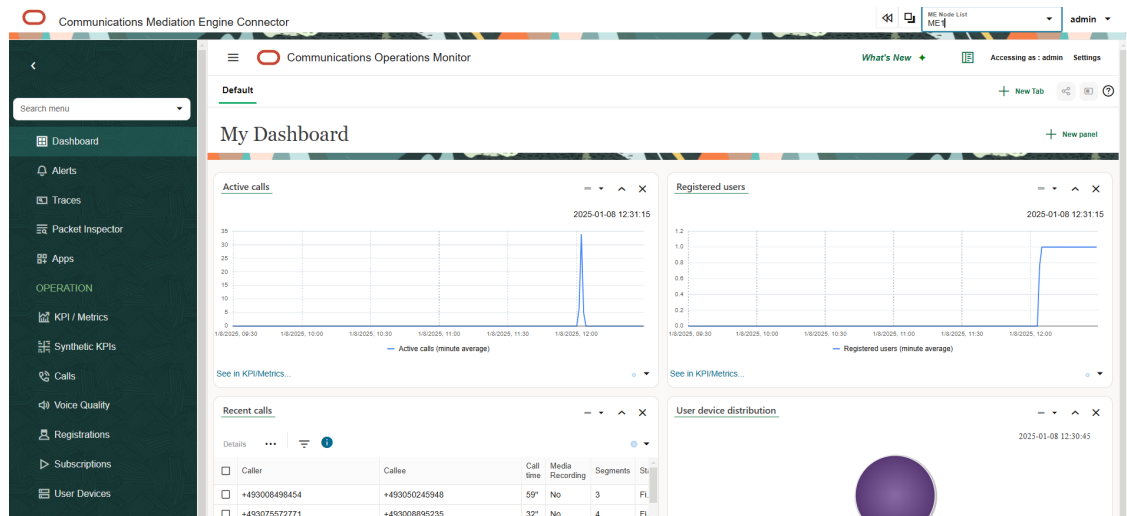 Communications Mediation Engine Connector
ME Node List
ME1
admin
Search menu
Dashboard
Alerts
Traces
Packet Inspector
Apps
OPERATION
KPI / Metrics
Synthetic KPIs
Calls
Voice Quality
Registrations
Subscriptions
User Devices
Communications Operations Monitor
What's New
Accessing as : admin Settings
Default
New Tab
My Dashboard
New panel
Active calls
2025-01-08 12:31:15
35
30
25
20
15
10
5
0
1/8/2025, 09:30 1/8/2025, 10:00 1/8/2025, 10:30 1/8/2025, 11:00 1/8/2025, 11:30 1/8/2025, 12:00
Active calls (minute average)
See in KPI/Metrics...
Registered users
2025-01-08 12:31:15
1.2
1.0
0.8
0.6
0.4
0.2
0.0
1/8/2025, 09:30 1/8/2025, 10:00 1/8/2025, 10:30 1/8/2025, 11:00 1/8/2025, 11:30 1/8/2025, 12:00
Registered users (minute average)
See in KPI/Metrics...
Recent calls
Details
Caller Callee Call time Media Recording Segments
+493008498454 +493050245948 59" No 3 Fi
+493075572771 +493008895235 32" No 4 Fi
User device distribution
2025-01-08 12:30:45